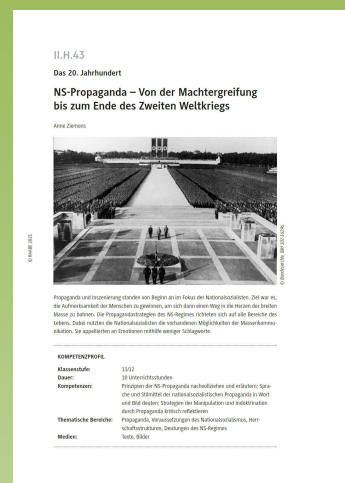 II.H.43
Das 20. Jahrhundert
NS-Propaganda – Von der Machtergreifung
bis zum Ende des Zweiten Weltkriegs
Anne Ziemens
© RAABE 2021
Propaganda und Inszenierung standen von Beginn an im Fokus der Nationalsozialisten. Ziel war es,
die Aufmerksamkeit der Menschen zu gewinnen, um sich dann einen Weg in die Herzen der breiten
Masse zu bahnen. Die Propagandastrategien des NS-Regimes richteten sich auf alle Bereiche des
Lebens. Dabei nutzten die Nationalsozialisten die vorhandenen Möglichkeiten der Massenkommu-
nikation. Sie appellierten an Emotionen mithilfe weniger Schlagworte.
KOMPETENZPROFIL
Klassenstufe: 11/12
Dauer: 10 Unterrichtsstunden
Kompetenzen: Prinzipien der NS-Propaganda nachvollziehen und erläutern; Spra-
che und Stilmittel der nationalsozialistischen Propaganda in Wort
und Bild deuten; Strategien der Manipulation und Indoktrination
durch Propaganda kritisch reflektieren
Thematische Bereiche: Propaganda, Voraussetzungen des Nationalsozialismus, Herr-
schaftsstrukturen, Deutungen des NS-Regimes
Medien: Texte, Bilder